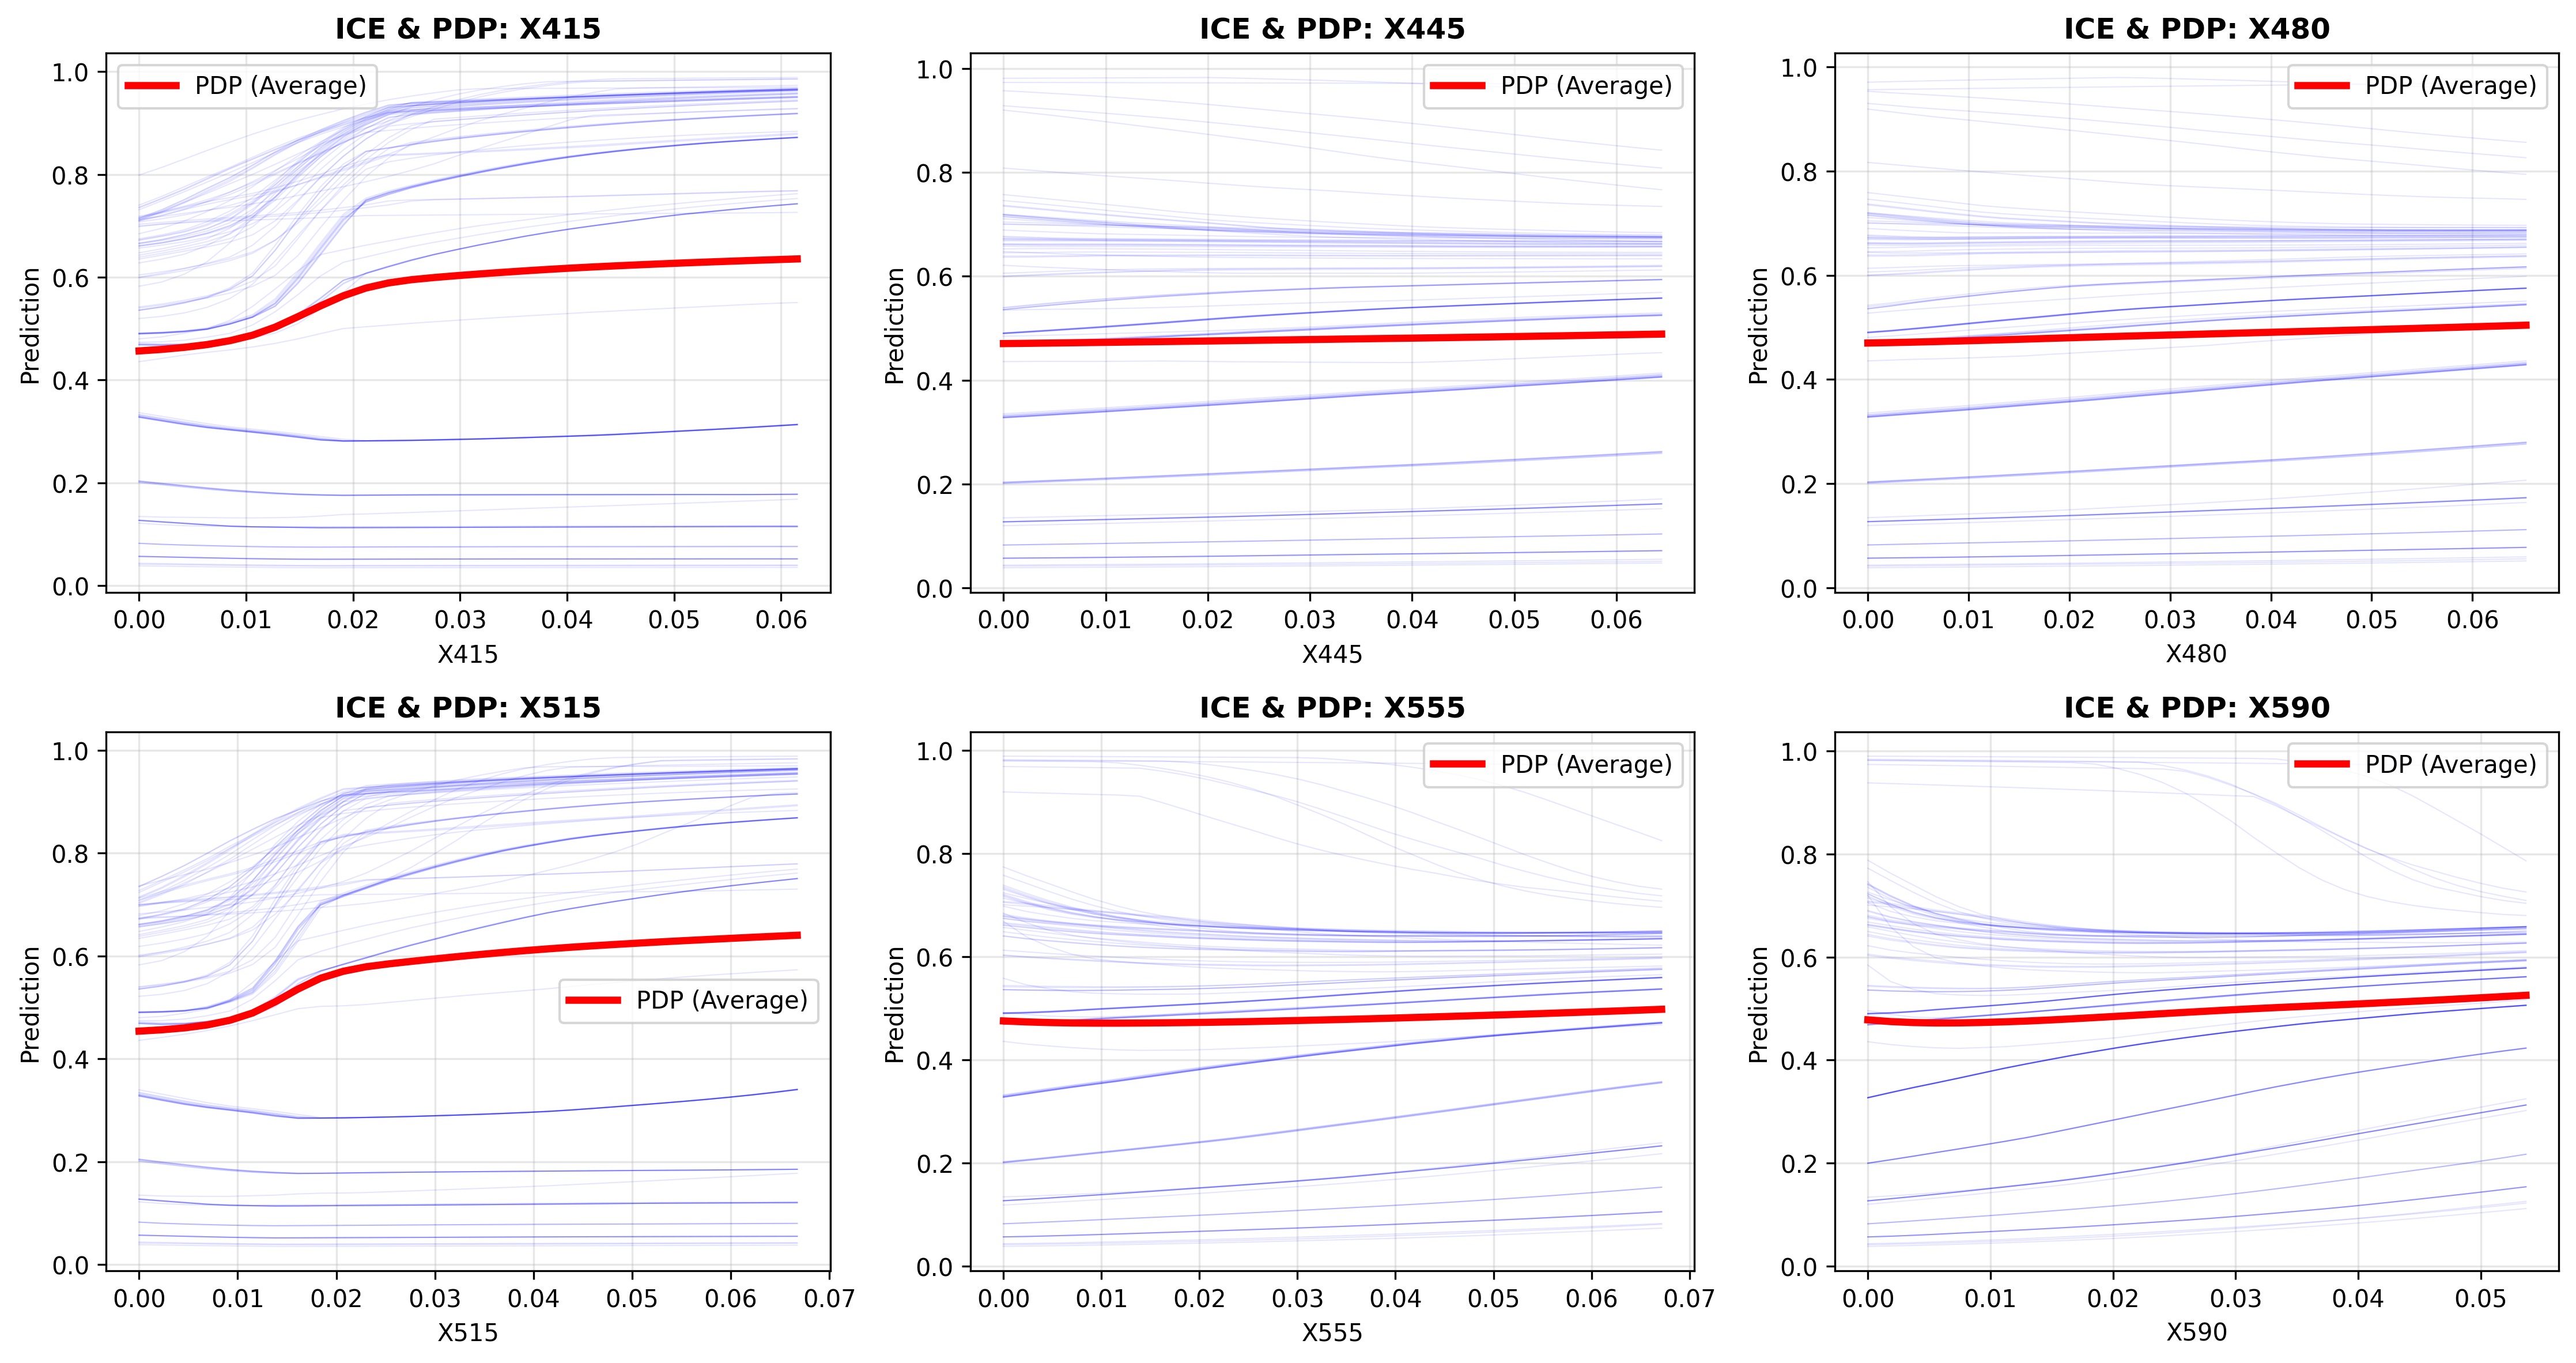 ICE & PDP: X415
PDP (Average)
1.0
0.8
0.6
0.4
0.2
0.0
Prediction
0.00 0.01 0.02 0.03 0.04 0.05 0.06
X415
ICE & PDP: X445
PDP (Average)
1.0
0.8
0.6
0.4
0.2
0.0
Prediction
0.00 0.01 0.02 0.03 0.04 0.05 0.06
X445
ICE & PDP: X480
PDP (Average)
1.0
0.8
0.6
0.4
0.2
0.0
Prediction
0.00 0.01 0.02 0.03 0.04 0.05 0.06
X480
ICE & PDP: X515
1.0
0.8
0.6
0.4
0.2
0.0
Prediction
PDP (Average)
0.00 0.01 0.02 0.03 0.04 0.05 0.06 0.07
X515
ICE & PDP: X555
PDP (Average)
1.0
0.8
0.6
0.4
0.2
0.0
Prediction
0.00 0.01 0.02 0.03 0.04 0.05 0.06 0.07
X555
ICE & PDP: X590
PDP (Average)
1.0
0.8
0.6
0.4
0.2
0.0
Prediction
0.00 0.01 0.02 0.03 0.04 0.05
X590